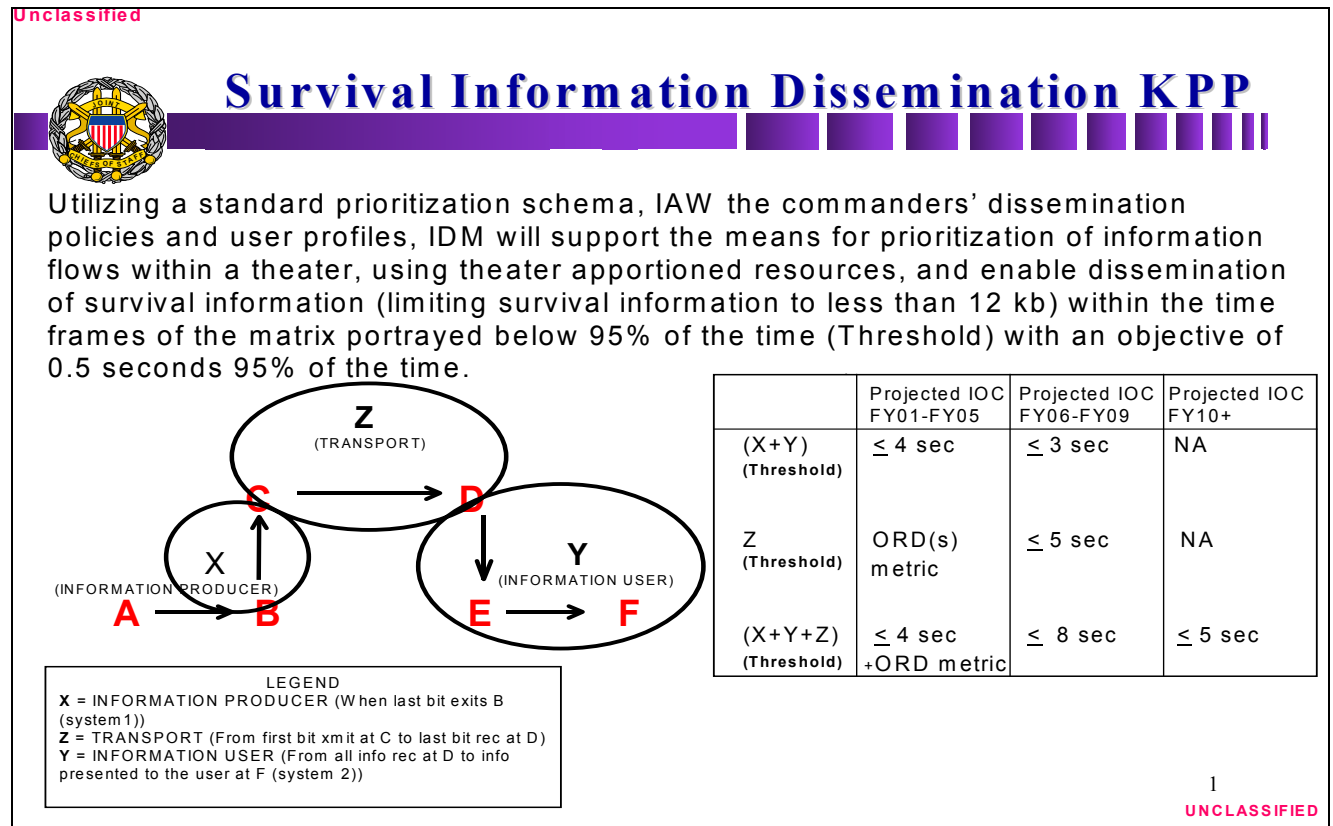 Unclassified
Survival Information Dissemination KPP
JOINT
CHIEFS OF STAFF
Utilizing a standard prioritization schema, IAW the commanders’ dissemination
policies and user profiles, IDM will support the means for prioritization of information
flows within a theater, using theater apportioned resources, and enable dissemination
of survival information (limiting survival information to less than 12 kb) within the time
frames of the matrix portrayed below 95% of the time (Threshold) with an objective of
0.5 seconds 95% of the time.
Z
(TRANSPORT)
C D
X
(INFORMATION PRODUCER)
Y
(INFORMATION USER)
A B E F
Projected IOC Projected IOC Projected IOC
FY01-FY05 FY06-FY09 FY10+
(X+Y) ≤ 4 sec ≤ 3 sec NA
(Threshold)
Z ORD(s) ≤ 5 sec NA
(Threshold) metric
(X+Y+Z) ≤ 4 sec ≤ 8 sec ≤ 5 sec
(Threshold) +ORD metric
LEGEND
X = INFORMATION PRODUCER (When last bit exits B
(system1))
Z = TRANSPORT (From first bit xmit at C to last bit rec at D)
Y = INFORMATION USER (From all info rec at D to info
presented to the user at F (system 2))
1
UNCLASSIFIED